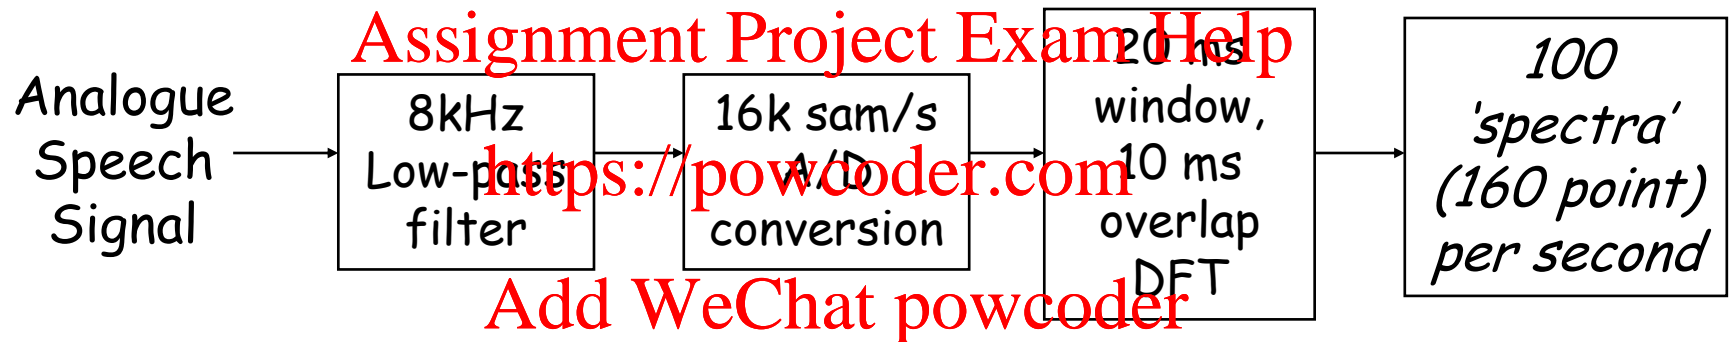 Assignment Project Exam Help
Analogue
Speech
Signal
8kHz
Low-pass
filter
16k sam/s
A/D
conversion
20 ms
window,
10 ms
overlap
DFT
100
'spectra'
(160 point)
per second
https://powcoder.com
Add WeChat powcoder